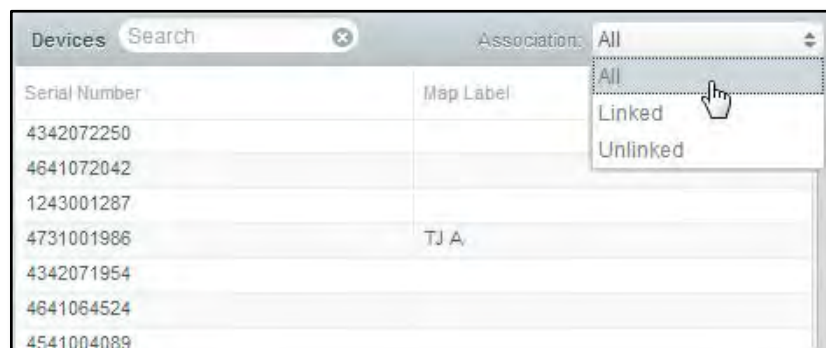 Devices Search Association: All
All
Serial Number Map Label
Linked
4342072250
Unlinked
4641072042
1243001287
4731001986 TJ A.
4342071954
4641064524
4541004089